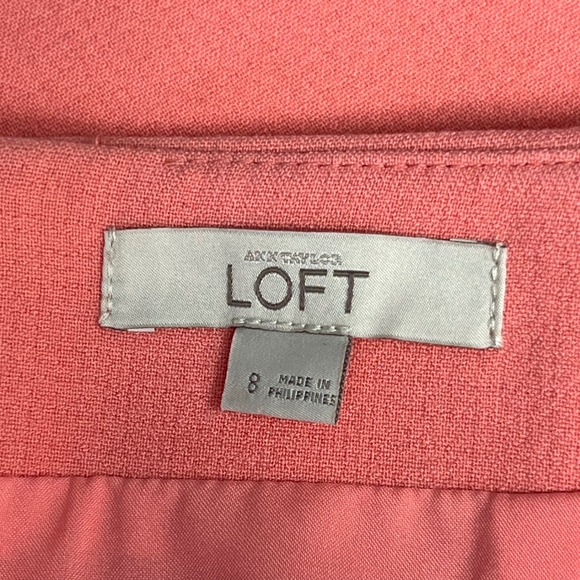 ANN TAYLOR
LOFT
8 MADE IN
PHILIPPINES